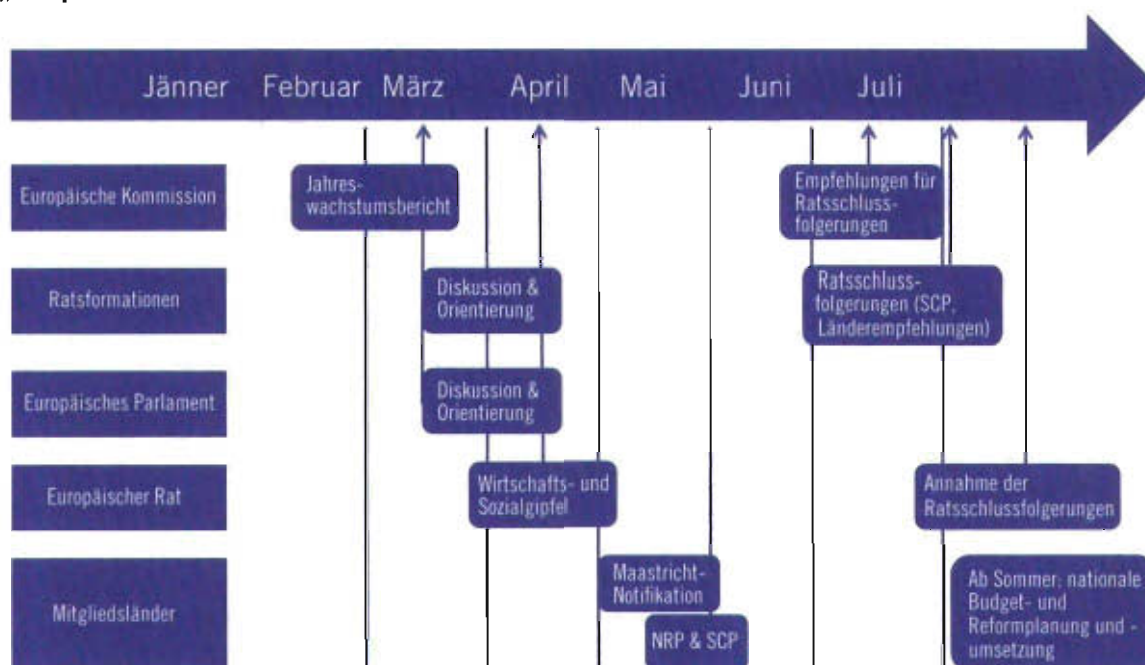 Jänner Februar März April Mai Juni Juli
Europäische Kommission
Jahres-
wachstumsbericht
Empfehlungen für
Ratsschluss-
folgerungen
Ratsformationen
Diskussion &
Orientierung
Ratsschluss-
folgerungen (SCP,
Länderempfehlungen)
Europäisches Parlament
Diskussion &
Orientierung
Europäischer Rat
Wirtschafts- und
Sozialgipfel
Annahme der
Ratsschlussfolgerungen
Mitgliedsländer
Maastricht-
Notifikation
NRP & SCP
Ab Sommer: nationale
Budget- und
Reformplanung und -
umsetzung